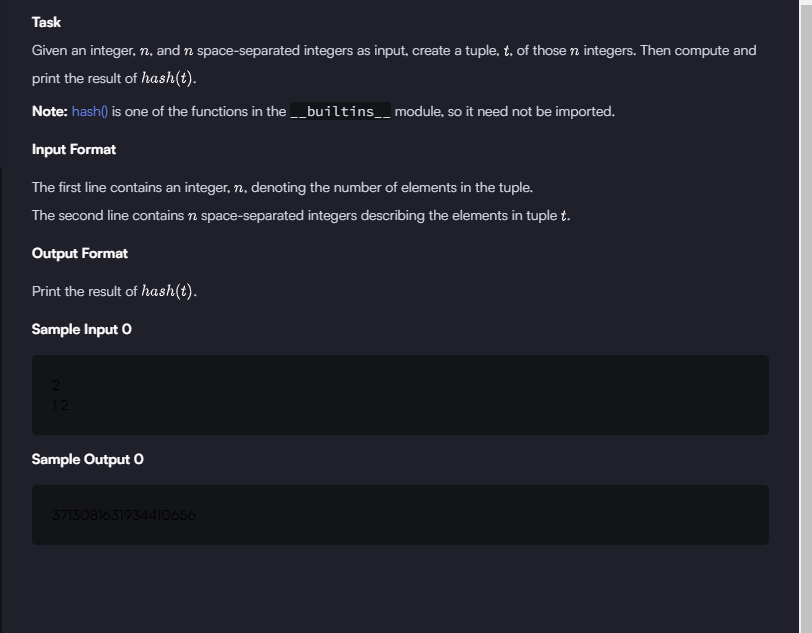 Task
Given an integer, n, and n space-separated integers as input, create a tuple, t, of those n integers. Then compute and
print the result of hash(t).
Note: hash() is one of the functions in the __builtins__ module, so it need not be imported.
Input Format
The first line contains an integer, n, denoting the number of elements in the tuple.
The second line contains n space-separated integers describing the elements in tuple t.
Output Format
Print the result of hash(t).
Sample Input 0
2
1 2
Sample Output 0
3713081631934410656